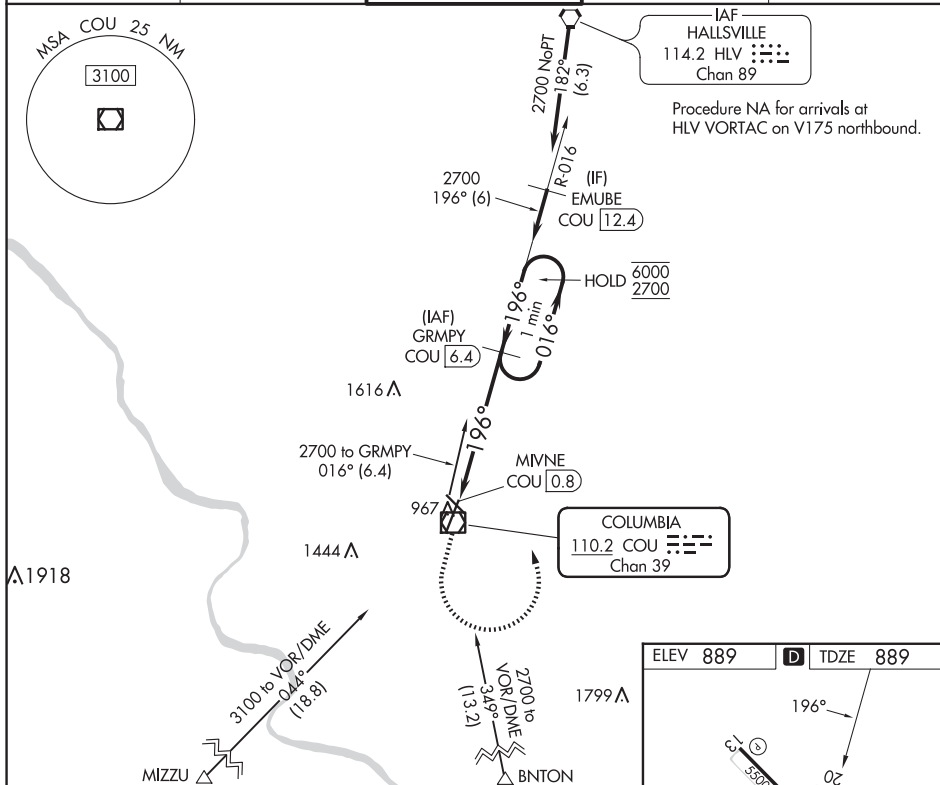 MSA COU 25 NM
3100
IAF
HALLSVILLE
114.2 HLV
Chan 89
Procedure NA for arrivals at
HLV VORTAC on V175 northbound.
2700 NoPT
182°
(6.3)
R-016
2700
196° (6)
(IF)
EMUBE
COU 12.4
HOLD 6000
2700
196°
1 min
016°
(IAF)
GRMPY
COU 6.4
1616
196°
2700 to GRMPY
016° (6.4)
MIVNE
COU 0.8
967
COLUMBIA
110.2 COU
Chan 39
1444
1918
3100 to VOR/DME
044°
(18.8)
MIZZU
2700 to
VOR/DME
349°
(13.2)
BNTON
1799
ELEV 889 D TDZE 889
196°
13
P
5500
20